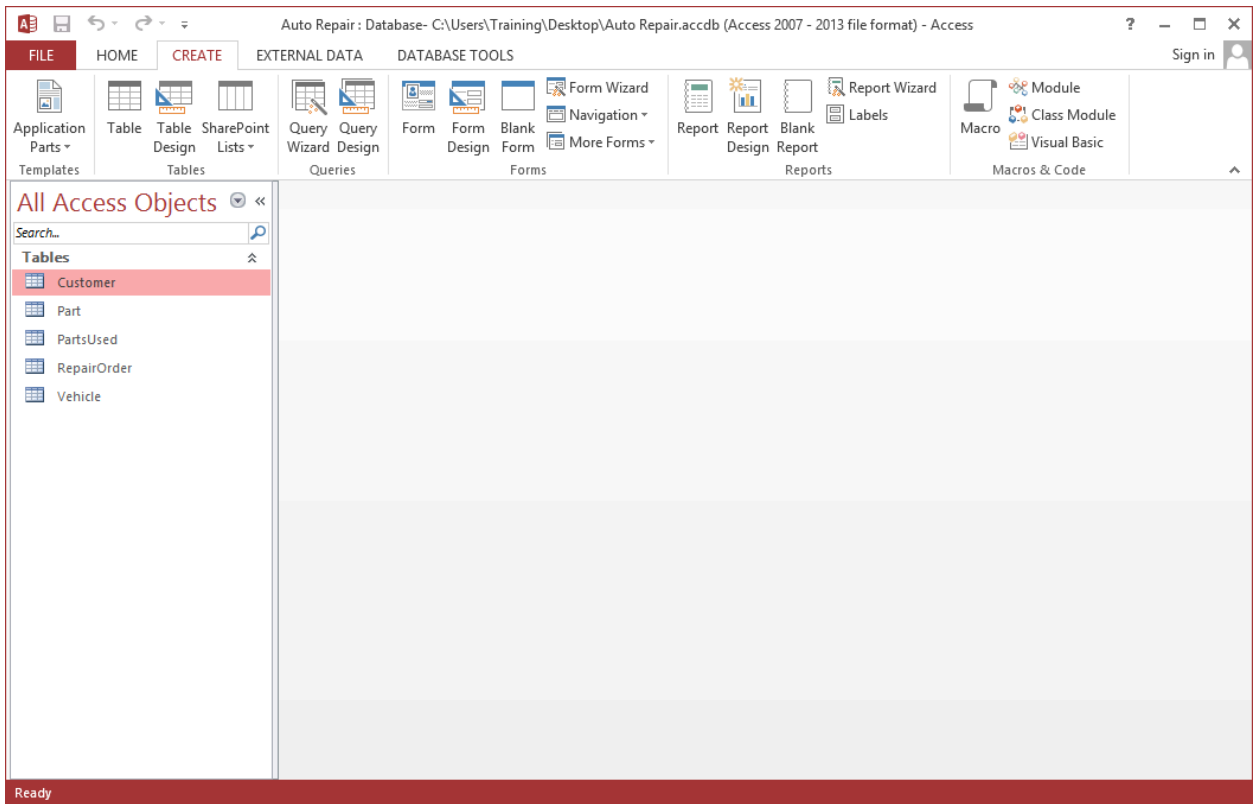 Auto Repair : Database- C:\Users\Training\Desktop\Auto Repair.accdb (Access 2007 - 2013 file format) - Access
?
FILE HOME CREATE EXTERNAL DATA DATABASE TOOLS Sign in
Application Parts
Table
Table Design
SharePoint Lists
Query Wizard
Query Design
Form
Form Design
Blank Form
Form Wizard
Navigation
More Forms
Report
Report Design
Blank Report
Report Wizard
Labels
Macro
Module
Class Module
Visual Basic
Templates Tables Queries Forms Reports Macros & Code
All Access Objects
Search...
Tables
Customer
Part
PartsUsed
RepairOrder
Vehicle
Ready